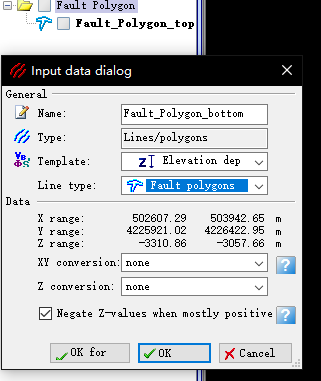 Fault Polygon
Fault_Polygon_top
Input data dialog
General
Name: Fault_Polygon_bottom
Type: Lines/polygons
Template: Elevation dep
Line type: Fault polygons
Data
X range: 502607.29 503942.65 m
Y range: 4225921.02 4226422.95 m
Z range: -3310.86 -3057.66 m
XY conversion: none
Z conversion: none
Negate Z-values when mostly positive
OK for OK Cancel